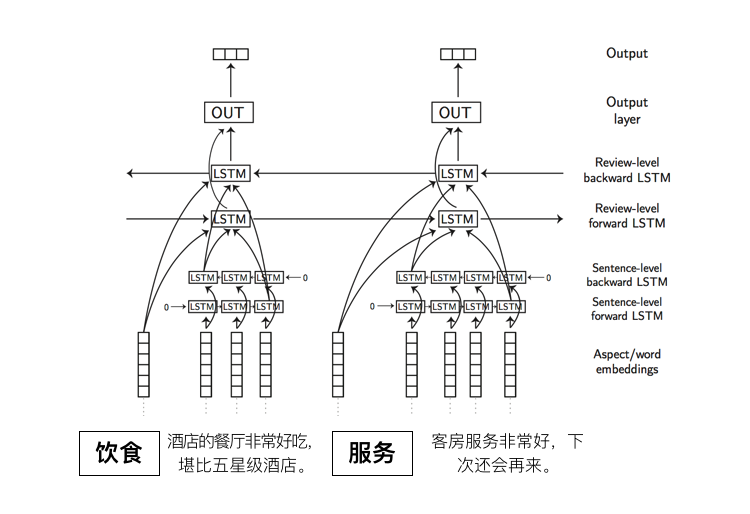 Output
OUT OUT Output layer
LSTM LSTM Review-level backward LSTM
LSTM LSTM Review-level forward LSTM
LSTM LSTM LSTM 0 LSTM LSTM LSTM LSTM 0 Sentence-level backward LSTM
0 LSTM LSTM LSTM 0 LSTM LSTM LSTM LSTM Sentence-level forward LSTM
Aspect/word embeddings
饮食
酒店的餐厅非常好吃，
堪比五星级酒店。
服务
客房服务非常好，下
次还会再来。